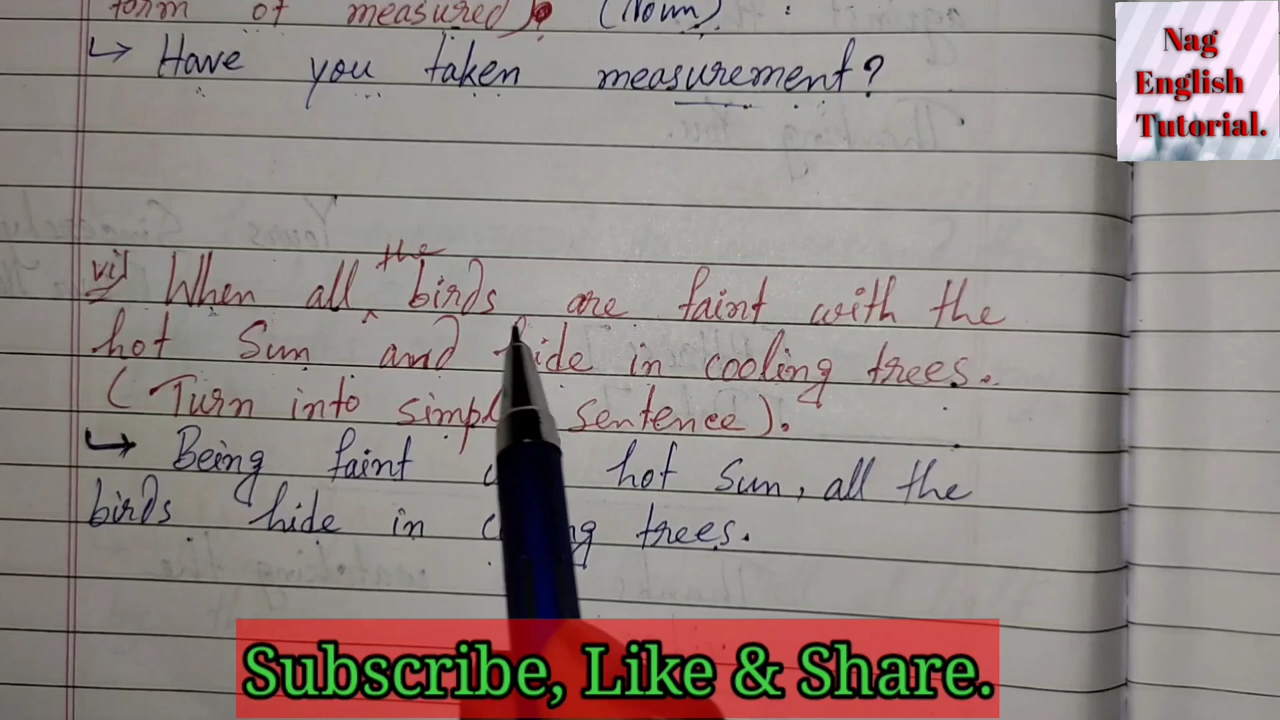 form of measured). (Noun)
↳ Have you taken measurement?
Nag
English
Tutorial.
vi) When all the birds are faint with the
hot Sun and hide in cooling trees.
(Turn into simple sentence).
↳ Being faint hot Sun, all the
birds hide in cooling trees.
Subscribe, Like & Share.